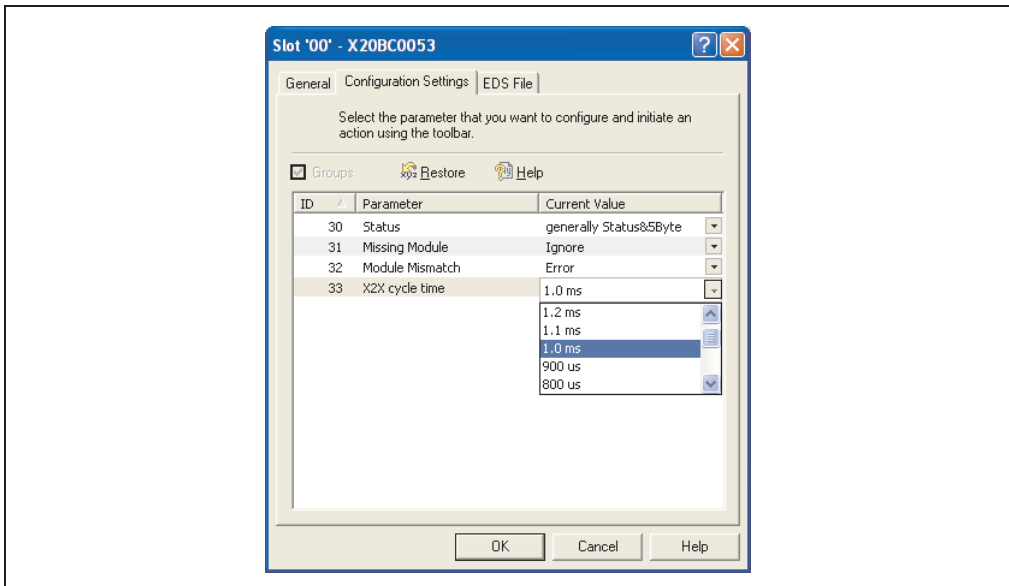 Slot '00' - X20BC0053
General Configuration Settings EDS File
Select the parameter that you want to configure and initiate an
action using the toolbar.
Groups Restore Help
ID Parameter Current Value
30 Status generally Status&5Byte
31 Missing Module Ignore
32 Module Mismatch Error
33 X2X cycle time 1.0 ms
1.2 ms
1.1 ms
1.0 ms
900 us
800 us
OK Cancel Help